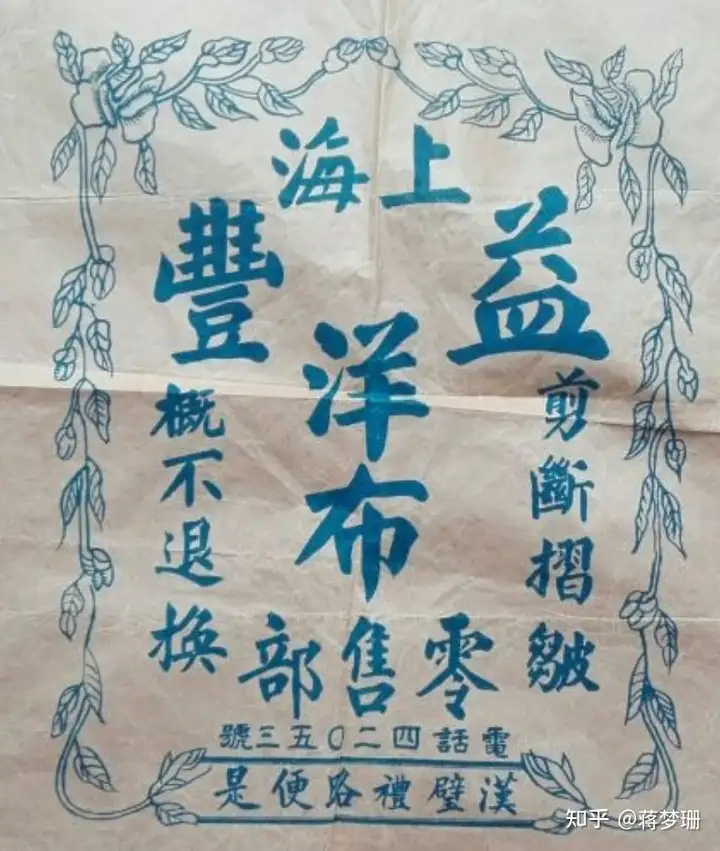 上海
益豐
洋布
零售部
剪斷摺皺
概不退換
電話四二〇五三號
漢璧禮路便是
知乎 @蒋梦珊